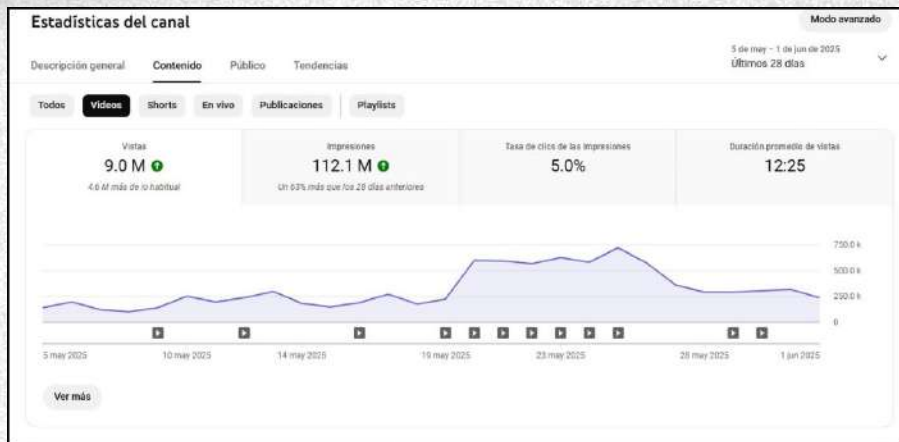 Estadísticas del canal
Modo avanzado
Descripción general Contenido Público Tendencias
5 de may – 1 de jun de 2025
Últimos 28 días
Todos Videos Shorts En vivo Publicaciones Playlists
Vistas
9.0 M
4.6 M más de lo habitual
Impresiones
112.1 M
Un 63% más que los 28 días anteriores
Tasa de clics de las impresiones
5.0%
Duración promedio de vistas
12:25
750.0 k
500.0 k
250.0 k
0
5 may 2025 10 may 2025 14 may 2025 19 may 2025 23 may 2025 28 may 2025 1 jun 2025
Ver más